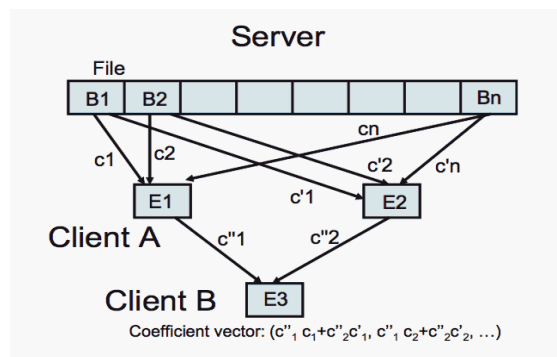 Server
File
B1 B2 Bn
c1 c2 cn c'2
c'1 c'n
E1 E2
Client A
c"1 c"2
Client B E3
Coefficient vector: (c"₁ c₁+c"₂c'₁, c"₁ c₂+c"₂c'₂, …)